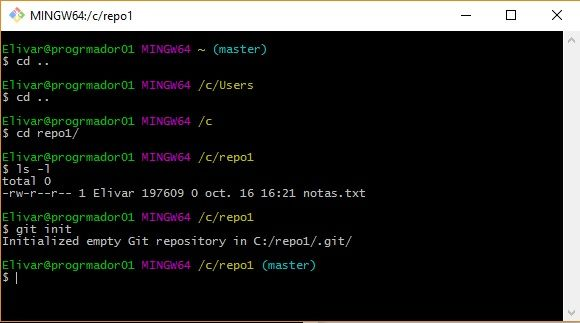 MINGW64:/c/repo1
Elivar@progrmador01 MINGW64 ~ (master)
$ cd ..
Elivar@progrmador01 MINGW64 /c/Users
$ cd ..
Elivar@progrmador01 MINGW64 /c
$ cd repo1/
Elivar@progrmador01 MINGW64 /c/repo1
$ ls -l
total 0
-rw-r--r-- 1 Elivar 197609 0 oct. 16 16:21 notas.txt
Elivar@progrmador01 MINGW64 /c/repo1
$ git init
Initialized empty Git repository in C:/repo1/.git/
Elivar@progrmador01 MINGW64 /c/repo1 (master)
$